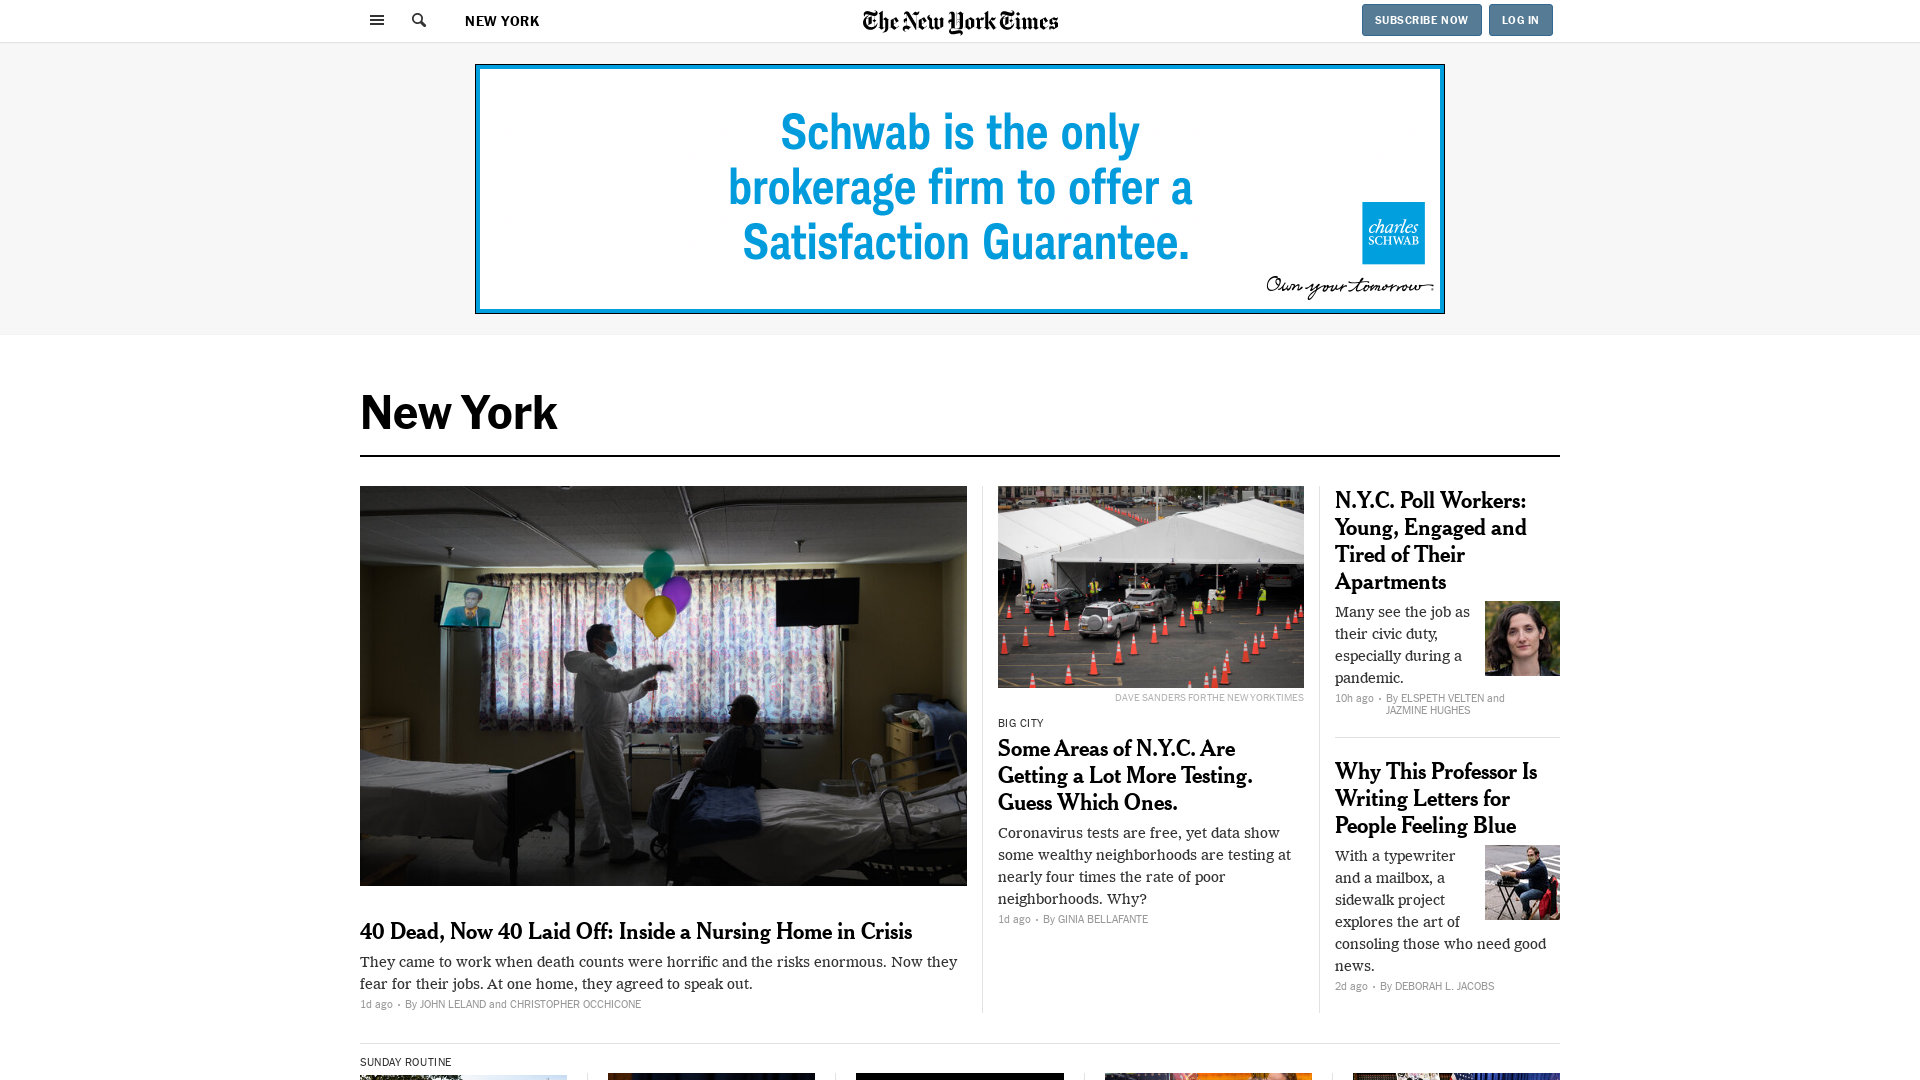 NEW YORK
The New York Times
SUBSCRIBE NOW
LOG IN
Schwab is the only
brokerage firm to offer a
Satisfaction Guarantee.
charles
SCHWAB
Own your tomorrow.
New York
40 Dead, Now 40 Laid Off: Inside a Nursing Home in Crisis
They came to work when death counts were horrific and the risks enormous. Now they
fear for their jobs. At one home, they agreed to speak out.
1d ago • By JOHN LELAND and CHRISTOPHER OCCHICONE
DAVE SANDERS FOR THE NEW YORK TIMES
BIG CITY
Some Areas of N.Y.C. Are
Getting a Lot More Testing.
Guess Which Ones.
Coronavirus tests are free, yet data show
some wealthy neighborhoods are testing at
nearly four times the rate of poor
neighborhoods. Why?
1d ago • By GINIA BELLAFANTE
N.Y.C. Poll Workers:
Young, Engaged and
Tired of Their
Apartments
Many see the job as
their civic duty,
especially during a
pandemic.
10h ago • By ELSPETH VELTEN and
JAZMINE HUGHES
Why This Professor Is
Writing Letters for
People Feeling Blue
With a typewriter
and a mailbox, a
sidewalk project
explores the art of
consoling those who need good
news.
2d ago • By DEBORAH L. JACOBS
SUNDAY ROUTINE